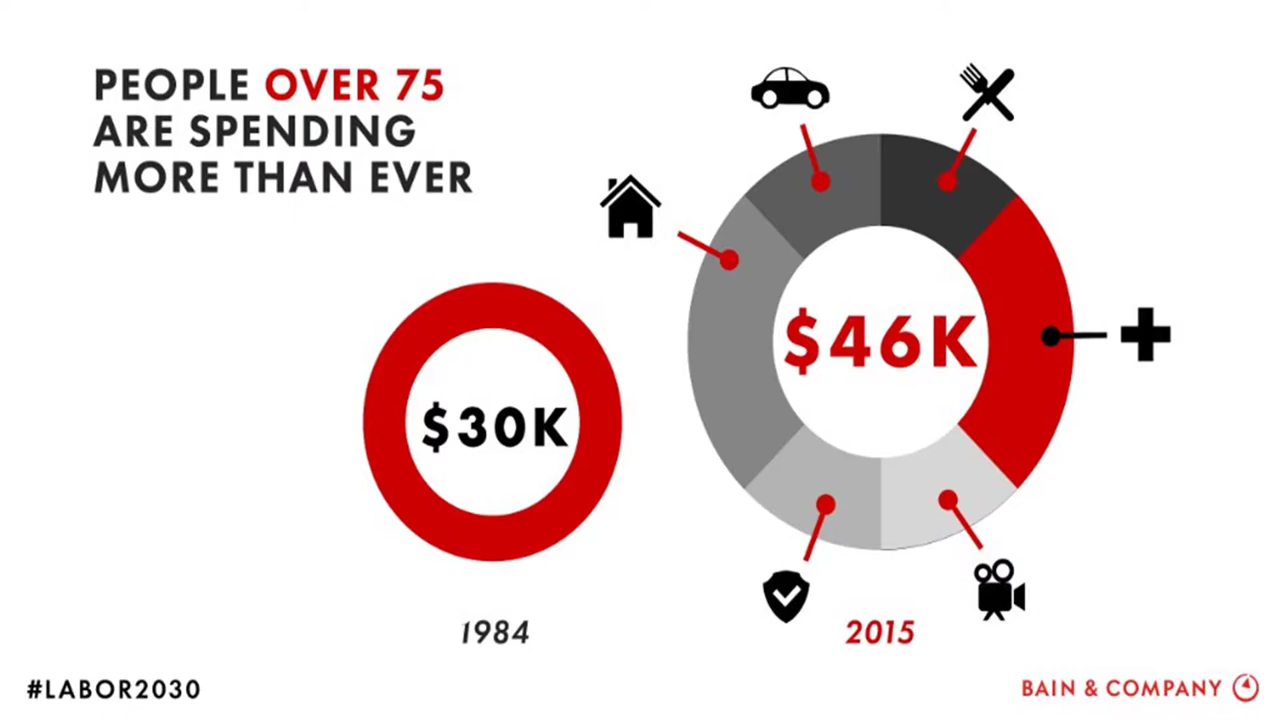 PEOPLE OVER 75
ARE SPENDING
MORE THAN EVER
$30K
$46K
1984
2015
#LABOR2030
BAIN & COMPANY